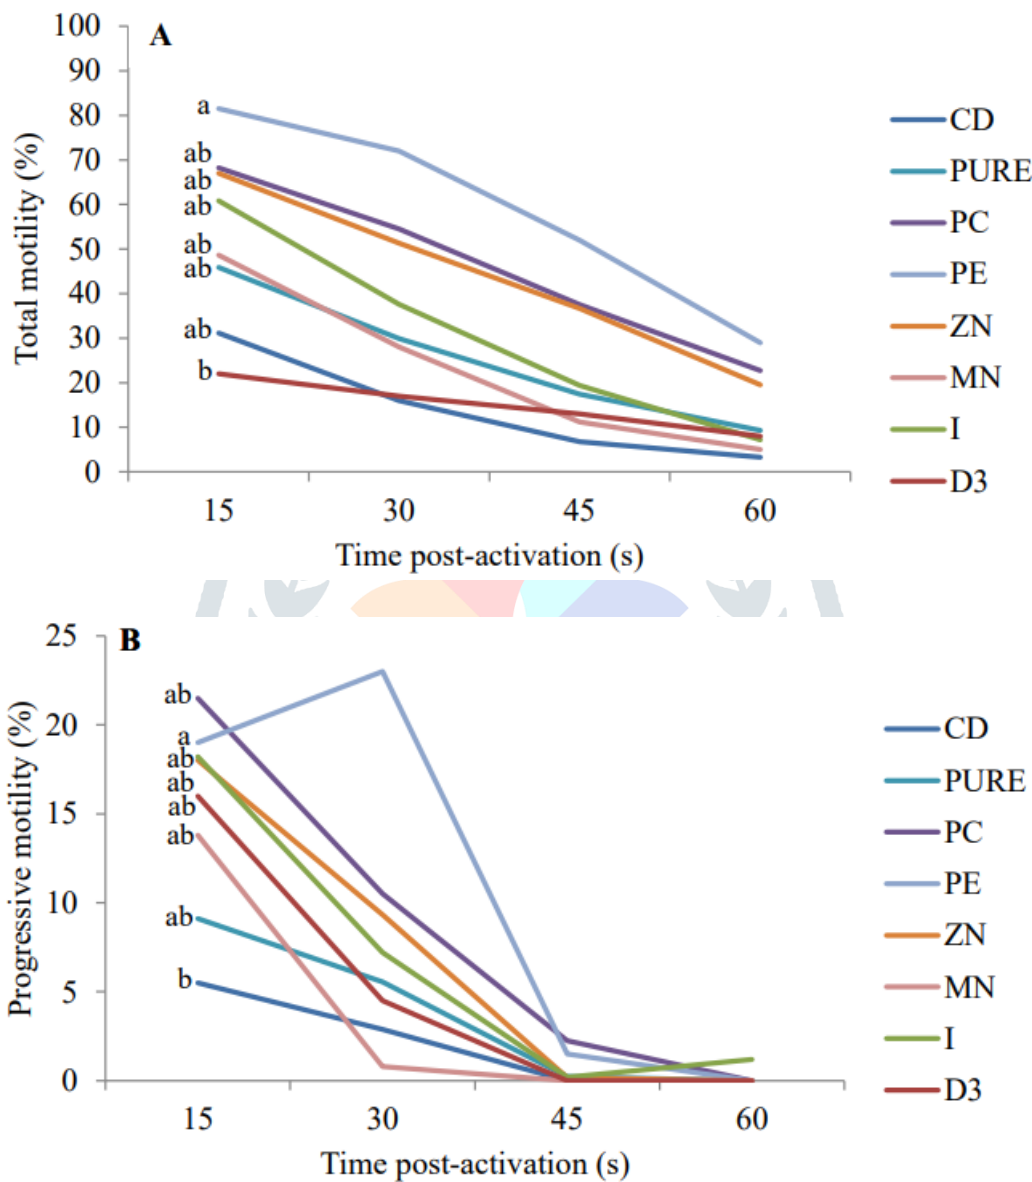 A
Total motility (%)
100
90
80
70
60
50
40
30
20
10
0
a
ab
ab
ab
ab
ab
ab
b
15 30 45 60
Time post-activation (s)
CD
PURE
PC
PE
ZN
MN
I
D3
B
Progressive motility (%)
25
20
15
10
5
0
ab
a
ab
ab
ab
ab
ab
b
15 30 45 60
Time post-activation (s)
CD
PURE
PC
PE
ZN
MN
I
D3